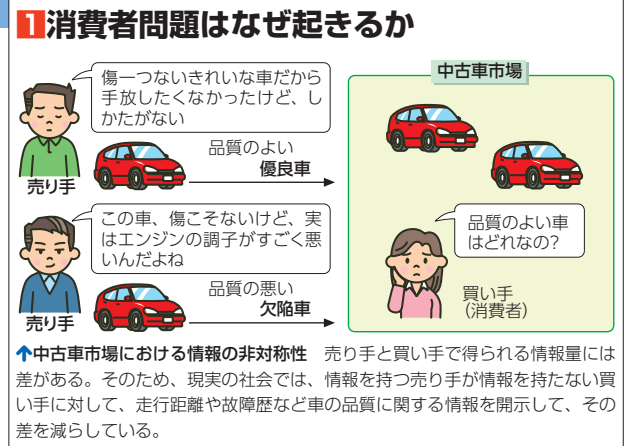 1消費者問題はなぜ起きるか
中古車市場
傷一つないきれいな車だから
手放したくなかったけど、し
かたがない
売り手
品質のよい
優良車
この車、傷こそないけど、実
はエンジンの調子がすごく悪
いんだよね
売り手
品質の悪い
欠陥車
品質のよい車
はどれなの?
買い手
(消費者)
↑中古車市場における情報の非対称性 売り手と買い手で得られる情報量には
差がある。そのため、現実の社会では、情報を持つ売り手が情報を持たない買
い手に対して、走行距離や故障歴など車の品質に関する情報を開示して、その
差を減らしている。